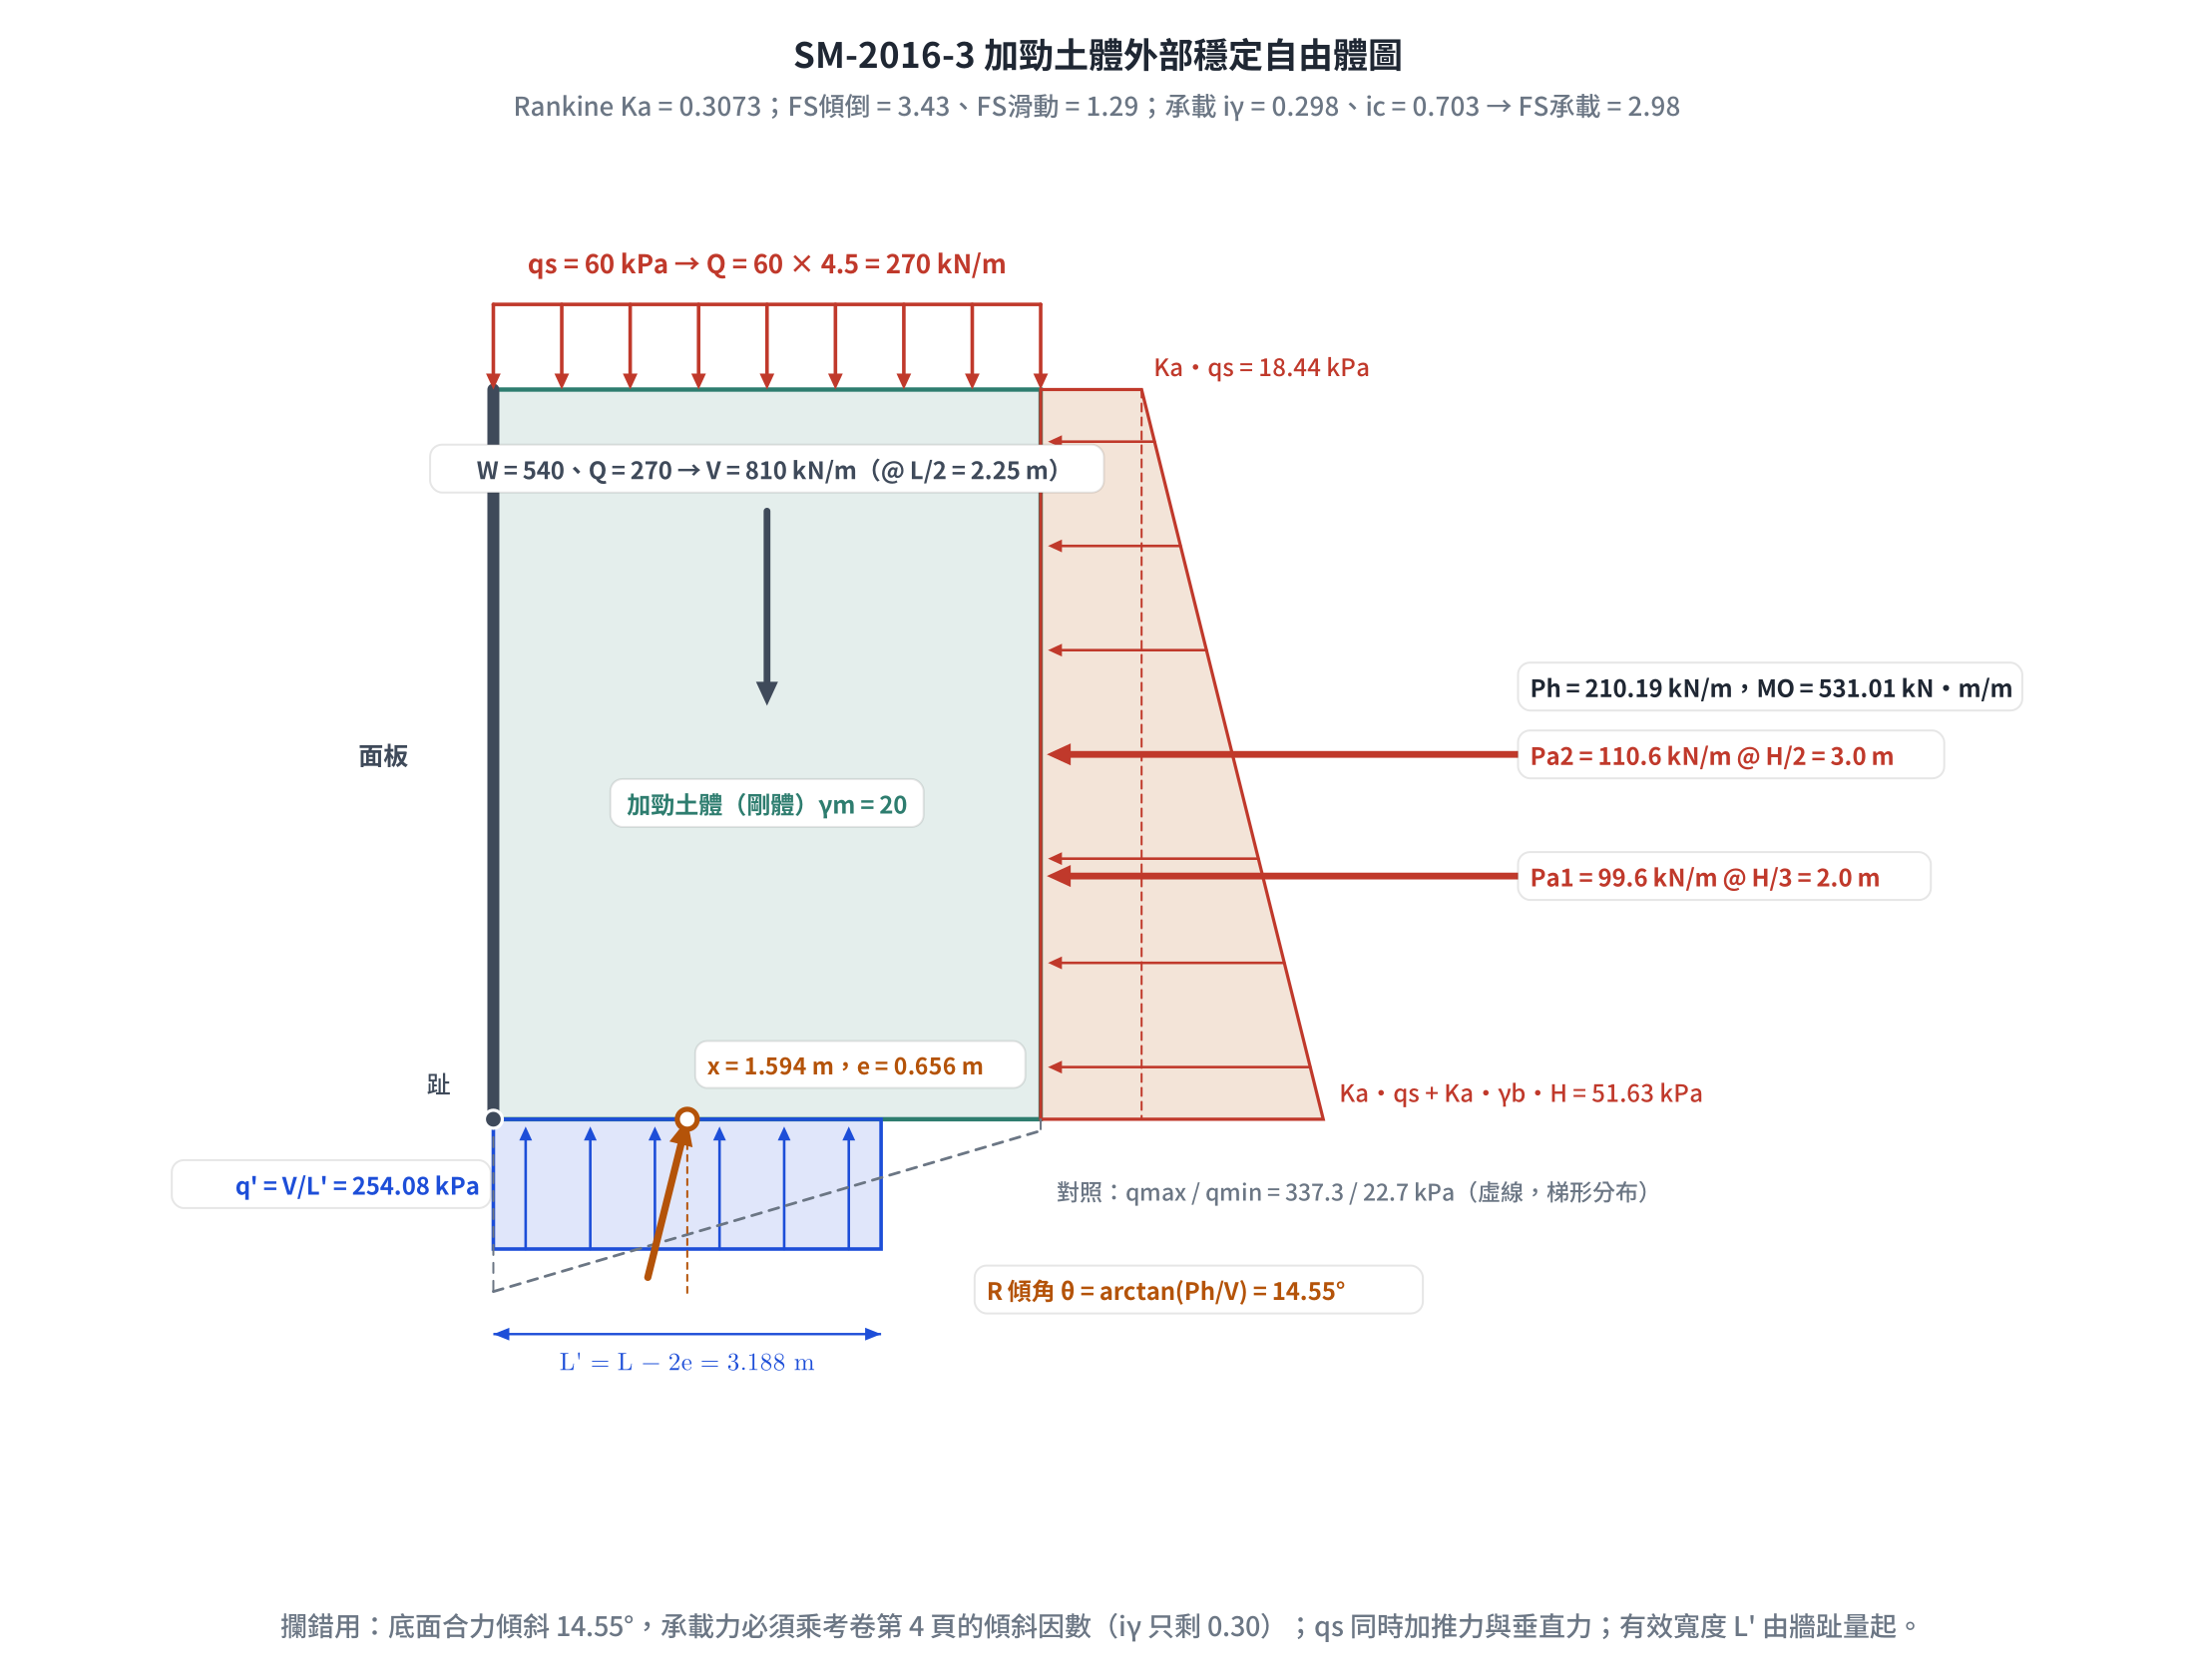 SM-2016-3 加勁土體外部穩定自由體圖
Rankine Ka = 0.3073；FS傾倒 = 3.43、FS滑動 = 1.29；承載 iγ = 0.298、ic = 0.703 → FS承載 = 2.98
qs = 60 kPa → Q = 60 × 4.5 = 270 kN/m
Ka・qs = 18.44 kPa
W = 540、Q = 270 → V = 810 kN/m（@ L/2 = 2.25 m）
Ph = 210.19 kN/m，MO = 531.01 kN・m/m
面板
Pa2 = 110.6 kN/m @ H/2 = 3.0 m
加勁土體（剛體）γm = 20
Pa1 = 99.6 kN/m @ H/3 = 2.0 m
x = 1.594 m，e = 0.656 m
趾
Ka・qs + Ka・γb・H = 51.63 kPa
q' = V/L' = 254.08 kPa
對照：qmax / qmin = 337.3 / 22.7 kPa（虛線，梯形分布）
R 傾角 θ = arctan(Ph/V) = 14.55°
L' = L − 2e = 3.188 m
攔錯用：底面合力傾斜 14.55°，承載力必須乘考卷第 4 頁的傾斜因數（iγ 只剩 0.30）；qs 同時加推力與垂直力；有效寬度 L' 由牆趾量起。